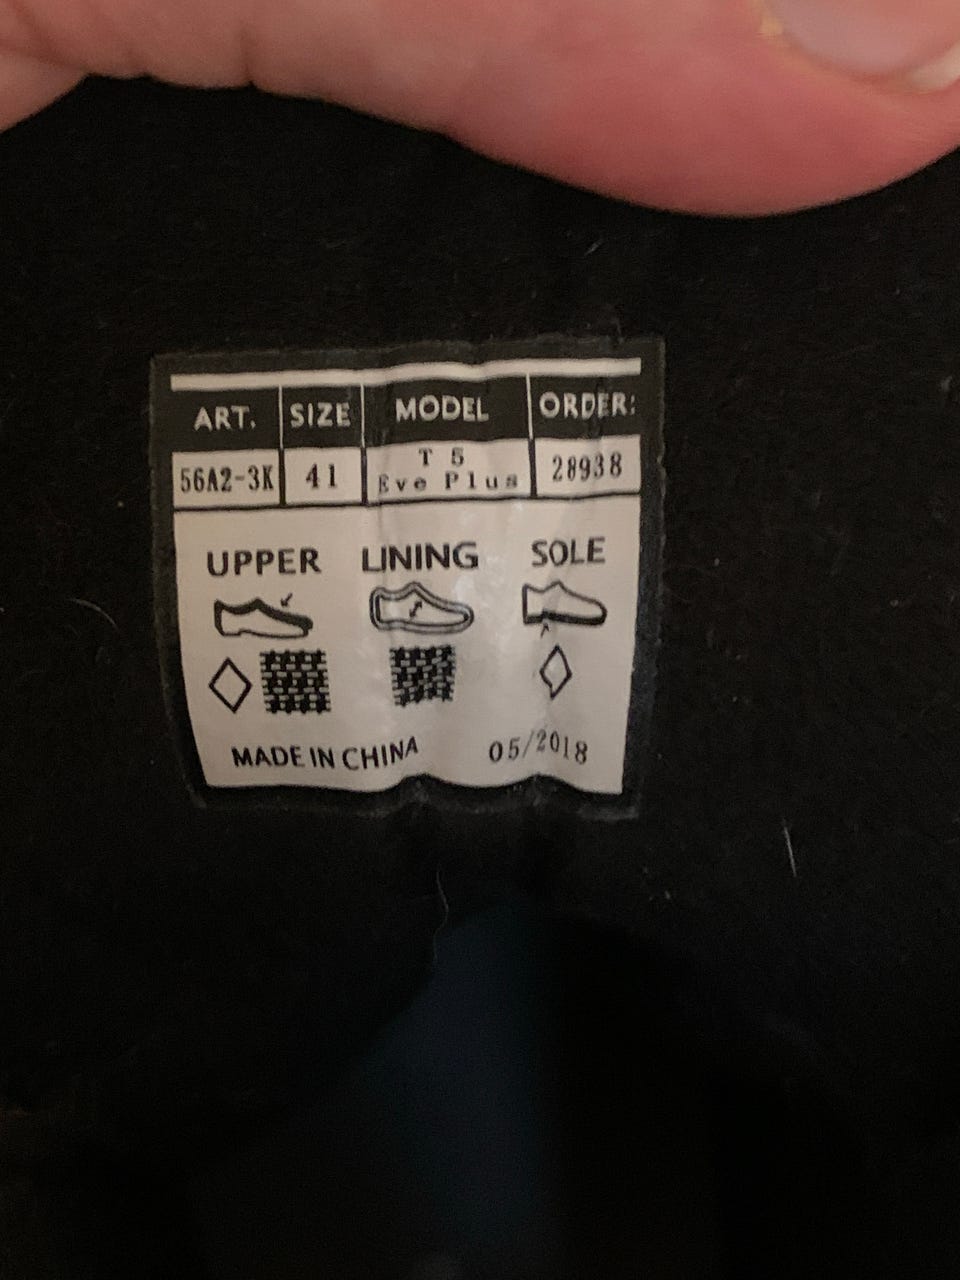 ART. SIZE MODEL ORDER:
56A2-3K 41 T 5 Eve Plus 28938
UPPER LINING SOLE
MADE IN CHINA 05/2018